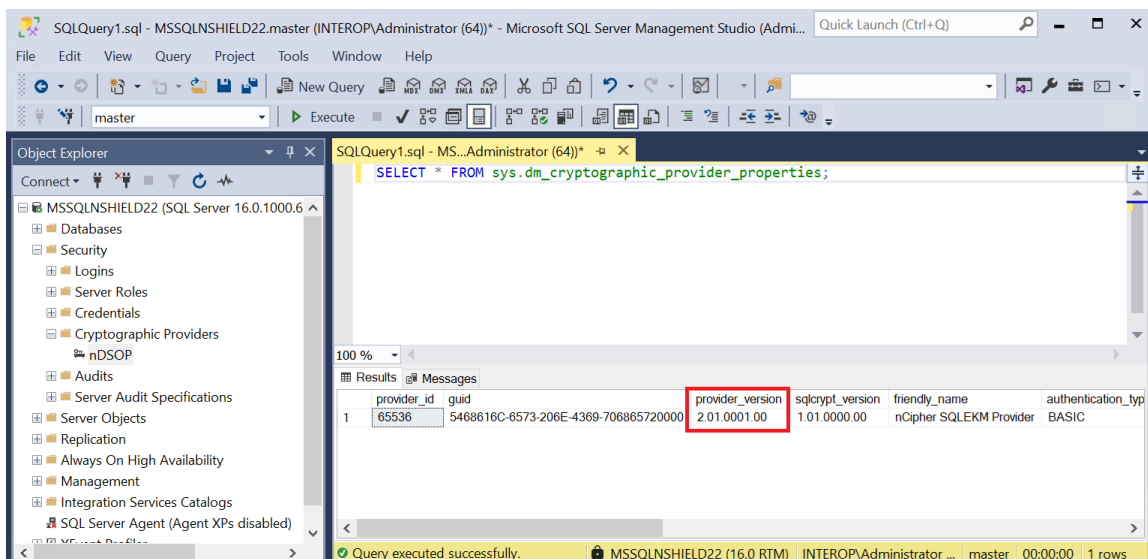 SQLQuery1.sql - MSSQLNSHIELD22.master (INTEROP\Administrator (64))* - Microsoft SQL Server Management Studio (Admi...
Quick Launch (Ctrl+Q)
File Edit View Query Project Tools Window Help
New Query MDX DMX XMLA DAX
master Execute
Object Explorer
Connect
MSSQLNSHIELD22 (SQL Server 16.0.1000.6
Databases
Security
Logins
Server Roles
Credentials
Cryptographic Providers
nDSOP
Audits
Server Audit Specifications
Server Objects
Replication
Always On High Availability
Management
Integration Services Catalogs
SQL Server Agent (Agent XPs disabled)
XEvent Profiler
SQLQuery1.sql - MS...Administrator (64))*
SELECT * FROM sys.dm_cryptographic_provider_properties;
100 %
Results Messages
provider_id guid provider_version sqlcrypt_version friendly_name authentication_typ
1 65536 5468616C-6573-206E-4369-706865720000 2.01.0001.00 1.01.0000.00 nCipher SQLEKM Provider BASIC
Query executed successfully. MSSQLNSHIELD22 (16.0 RTM) INTEROP\Administrator ... master 00:00:00 1 rows